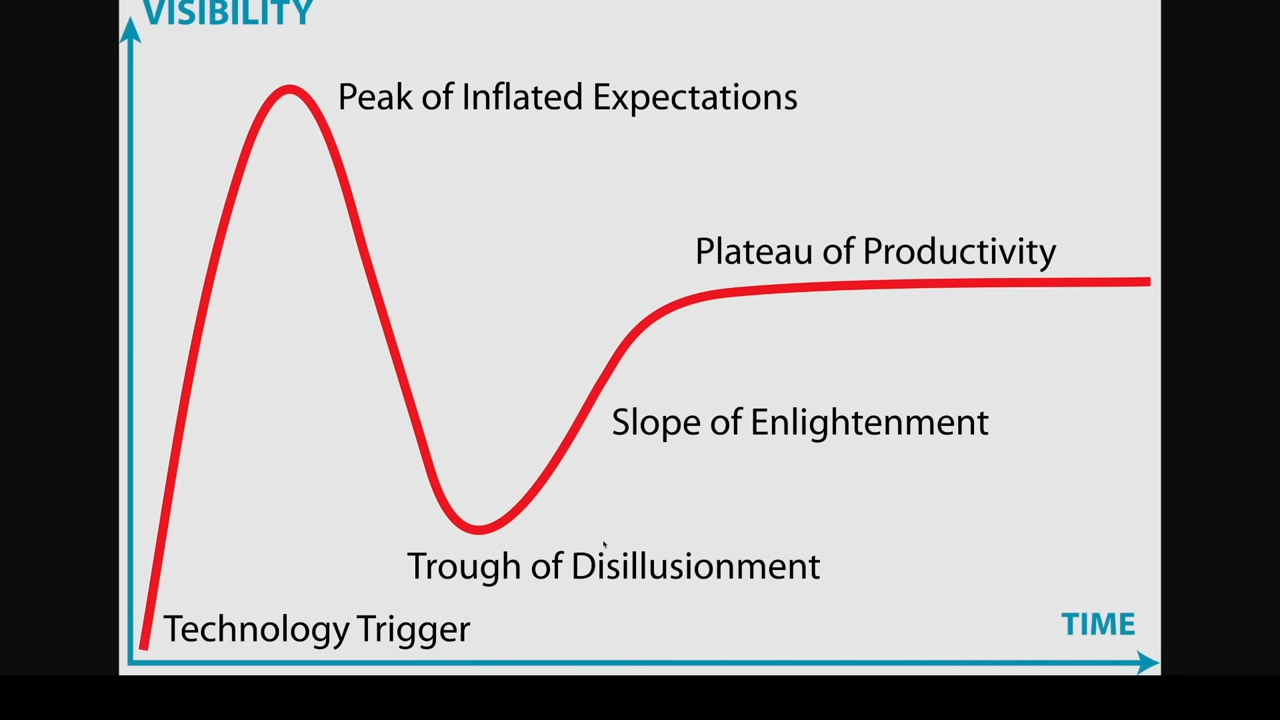 VISIBILITY
Peak of Inflated Expectations
Plateau of Productivity
Slope of Enlightenment
Trough of Disillusionment
Technology Trigger
TIME